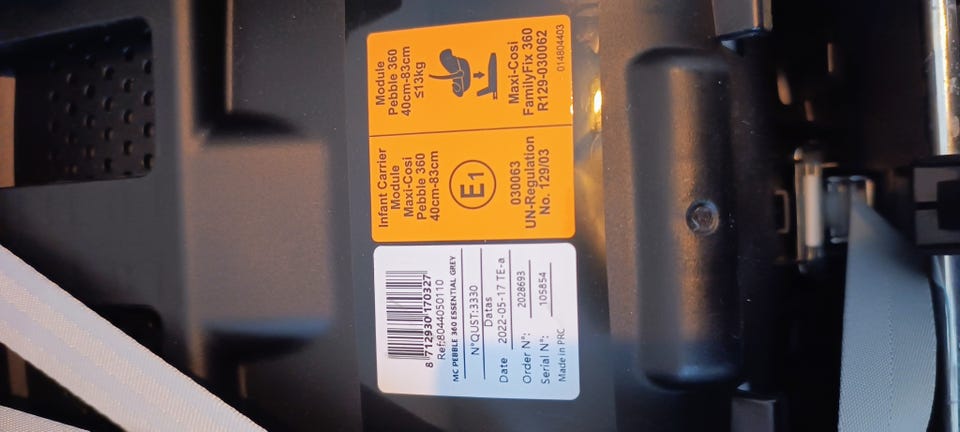 Module
Pebble 360
40cm-83cm
≤13kg
Maxi-Cosi
FamilyFix 360
R129-030062
014804403
Infant Carrier
Module
Maxi-Cosi
Pebble 360
40cm-83cm
E1
030063
UN-Regulation
No. 129/03
8 712930 170327
Ref:8044050110
MC PEBBLE 360 ESSENTIAL GREY
N°QUST:3330
Datas
Date 2022-05-17 TE-a
Order N°: 2028693
Serial N°: 105854
Made in PRC